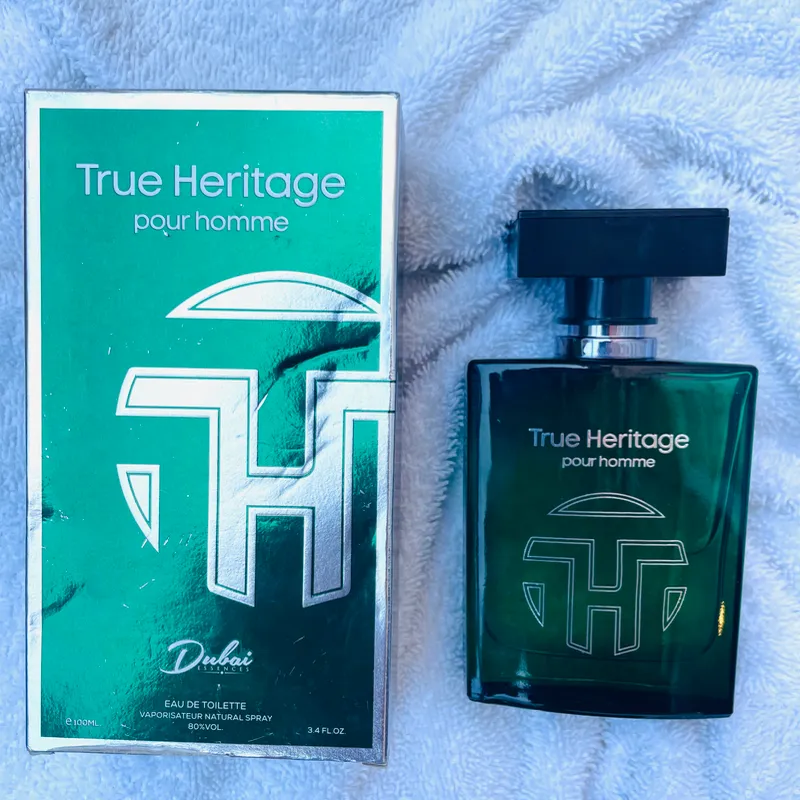 True Heritage
pour homme
TH
Dubai
ESSENCES
EAU DE TOILETTE
VAPORISATEUR NATURAL SPRAY
80%VOL.
℮100ML.
3.4 FL.OZ.
True Heritage
pour homme
TH